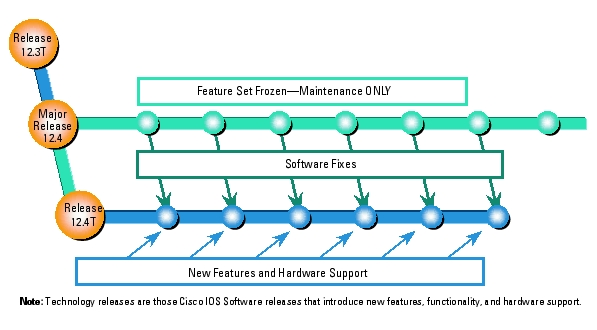 Release
12.3T
Feature Set Frozen—Maintenance ONLY
Major
Release
12.4
Software Fixes
Release
12.4T
New Features and Hardware Support
Note: Technology releases are those Cisco IOS Software releases that introduce new features, functionality, and hardware support.